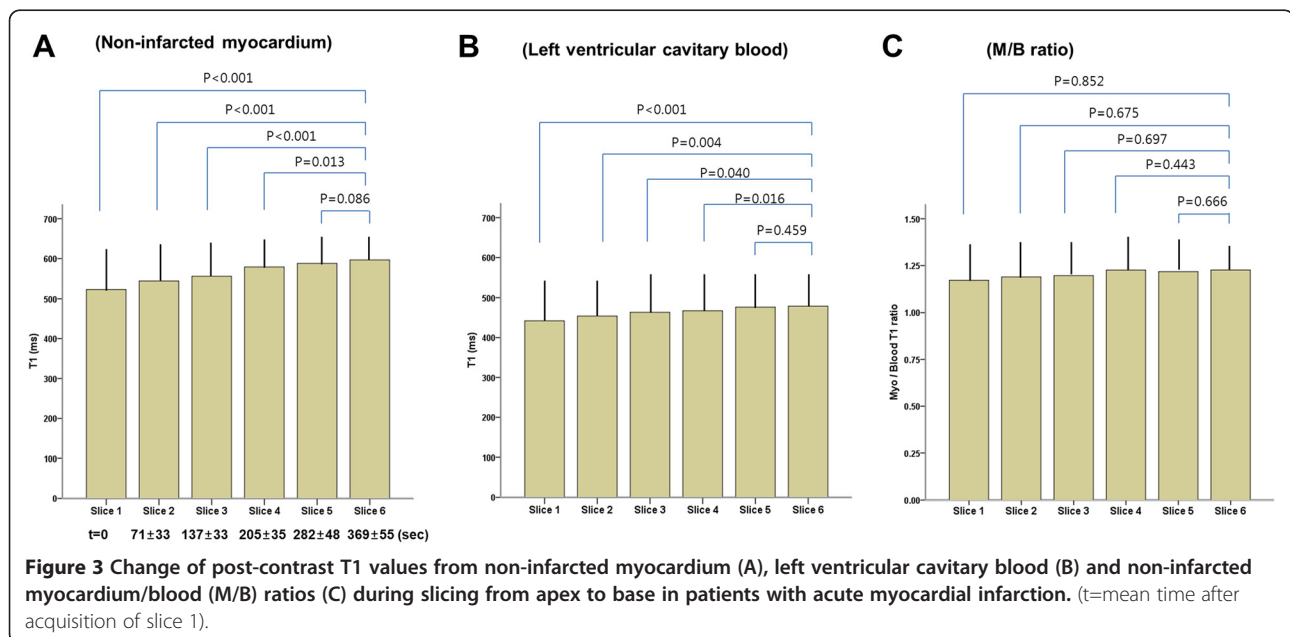 A
(Non-infarcted myocardium)
P<0.001
P<0.001
P<0.001
P=0.013
P=0.086
700
600
500
400
300
200
100
0
T1 (ms)
Slice 1 Slice 2 Slice 3 Slice 4 Slice 5 Slice 6
t=0 71±33 137±33 205±35 282±48 369±55 (sec)
B
(Left ventricular cavitary blood)
P<0.001
P=0.004
P=0.040
P=0.016
P=0.459
700
600
500
400
300
200
100
0
T1 (ms)
Slice 1 Slice 2 Slice 3 Slice 4 Slice 5 Slice 6
C
(M/B ratio)
P=0.852
P=0.675
P=0.697
P=0.443
P=0.666
1.50
1.25
1.00
0.75
0.50
0.25
0.00
Myo / Blood T1 ratio
Slice 1 Slice 2 Slice 3 Slice 4 Slice 5 Slice 6
Figure 3 Change of post-contrast T1 values from non-infarcted myocardium (A), left ventricular cavitary blood (B) and non-infarcted
myocardium/blood (M/B) ratios (C) during slicing from apex to base in patients with acute myocardial infarction. (t=mean time after
acquisition of slice 1).